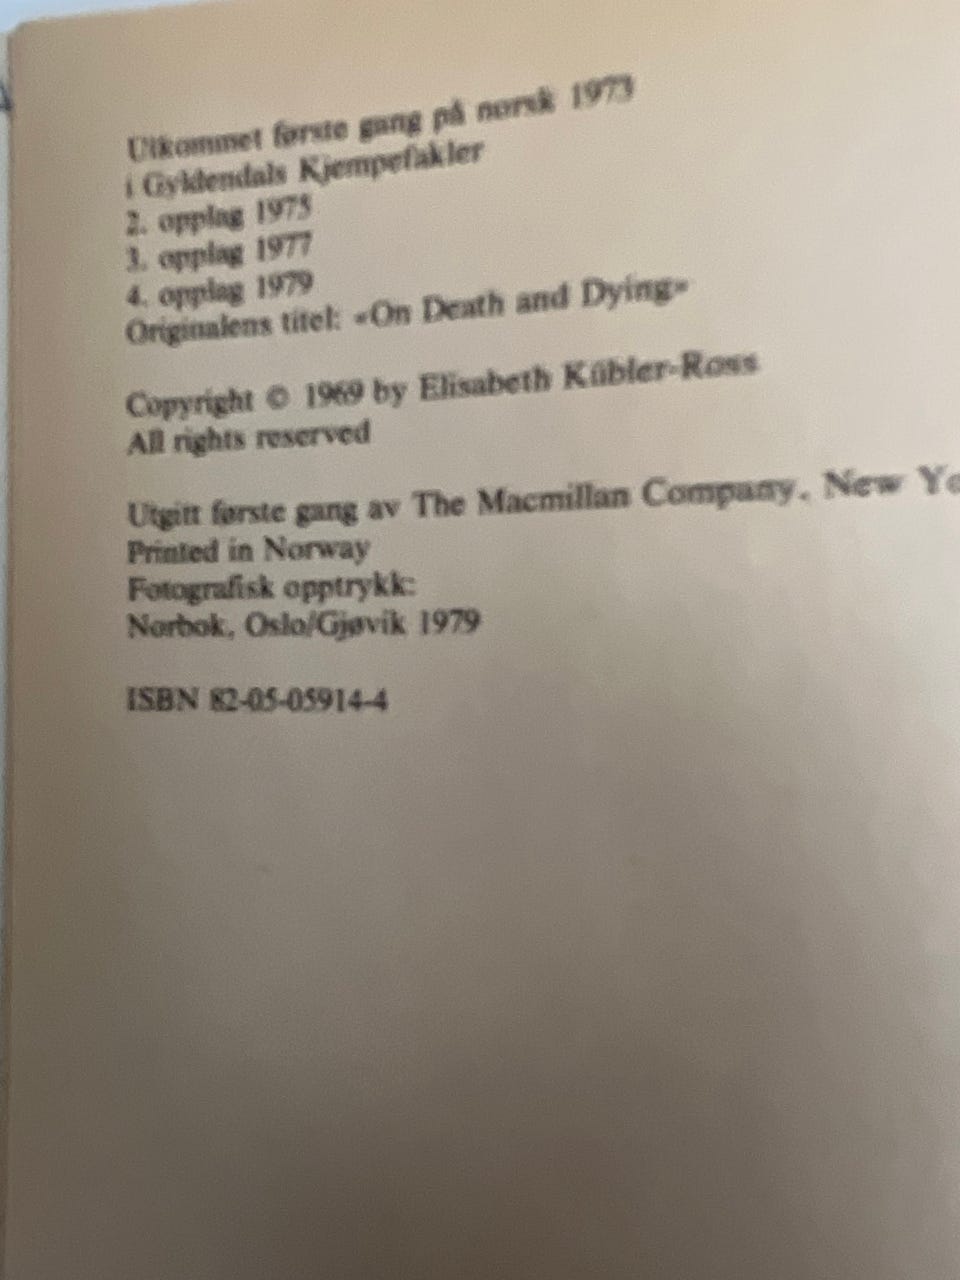 Utkommet første gang på norsk 1973
i Gyldendals Kjempefakler
2. opplag 1975
3. opplag 1977
4. opplag 1979
Originalens titel: «On Death and Dying»
Copyright © 1969 by Elisabeth Kübler-Ross
All rights reserved
Utgitt første gang av The Macmillan Company, New Yo
Printed in Norway
Fotografisk opptrykk:
Norbok, Oslo/Gjøvik 1979
ISBN 82-05-05914-4